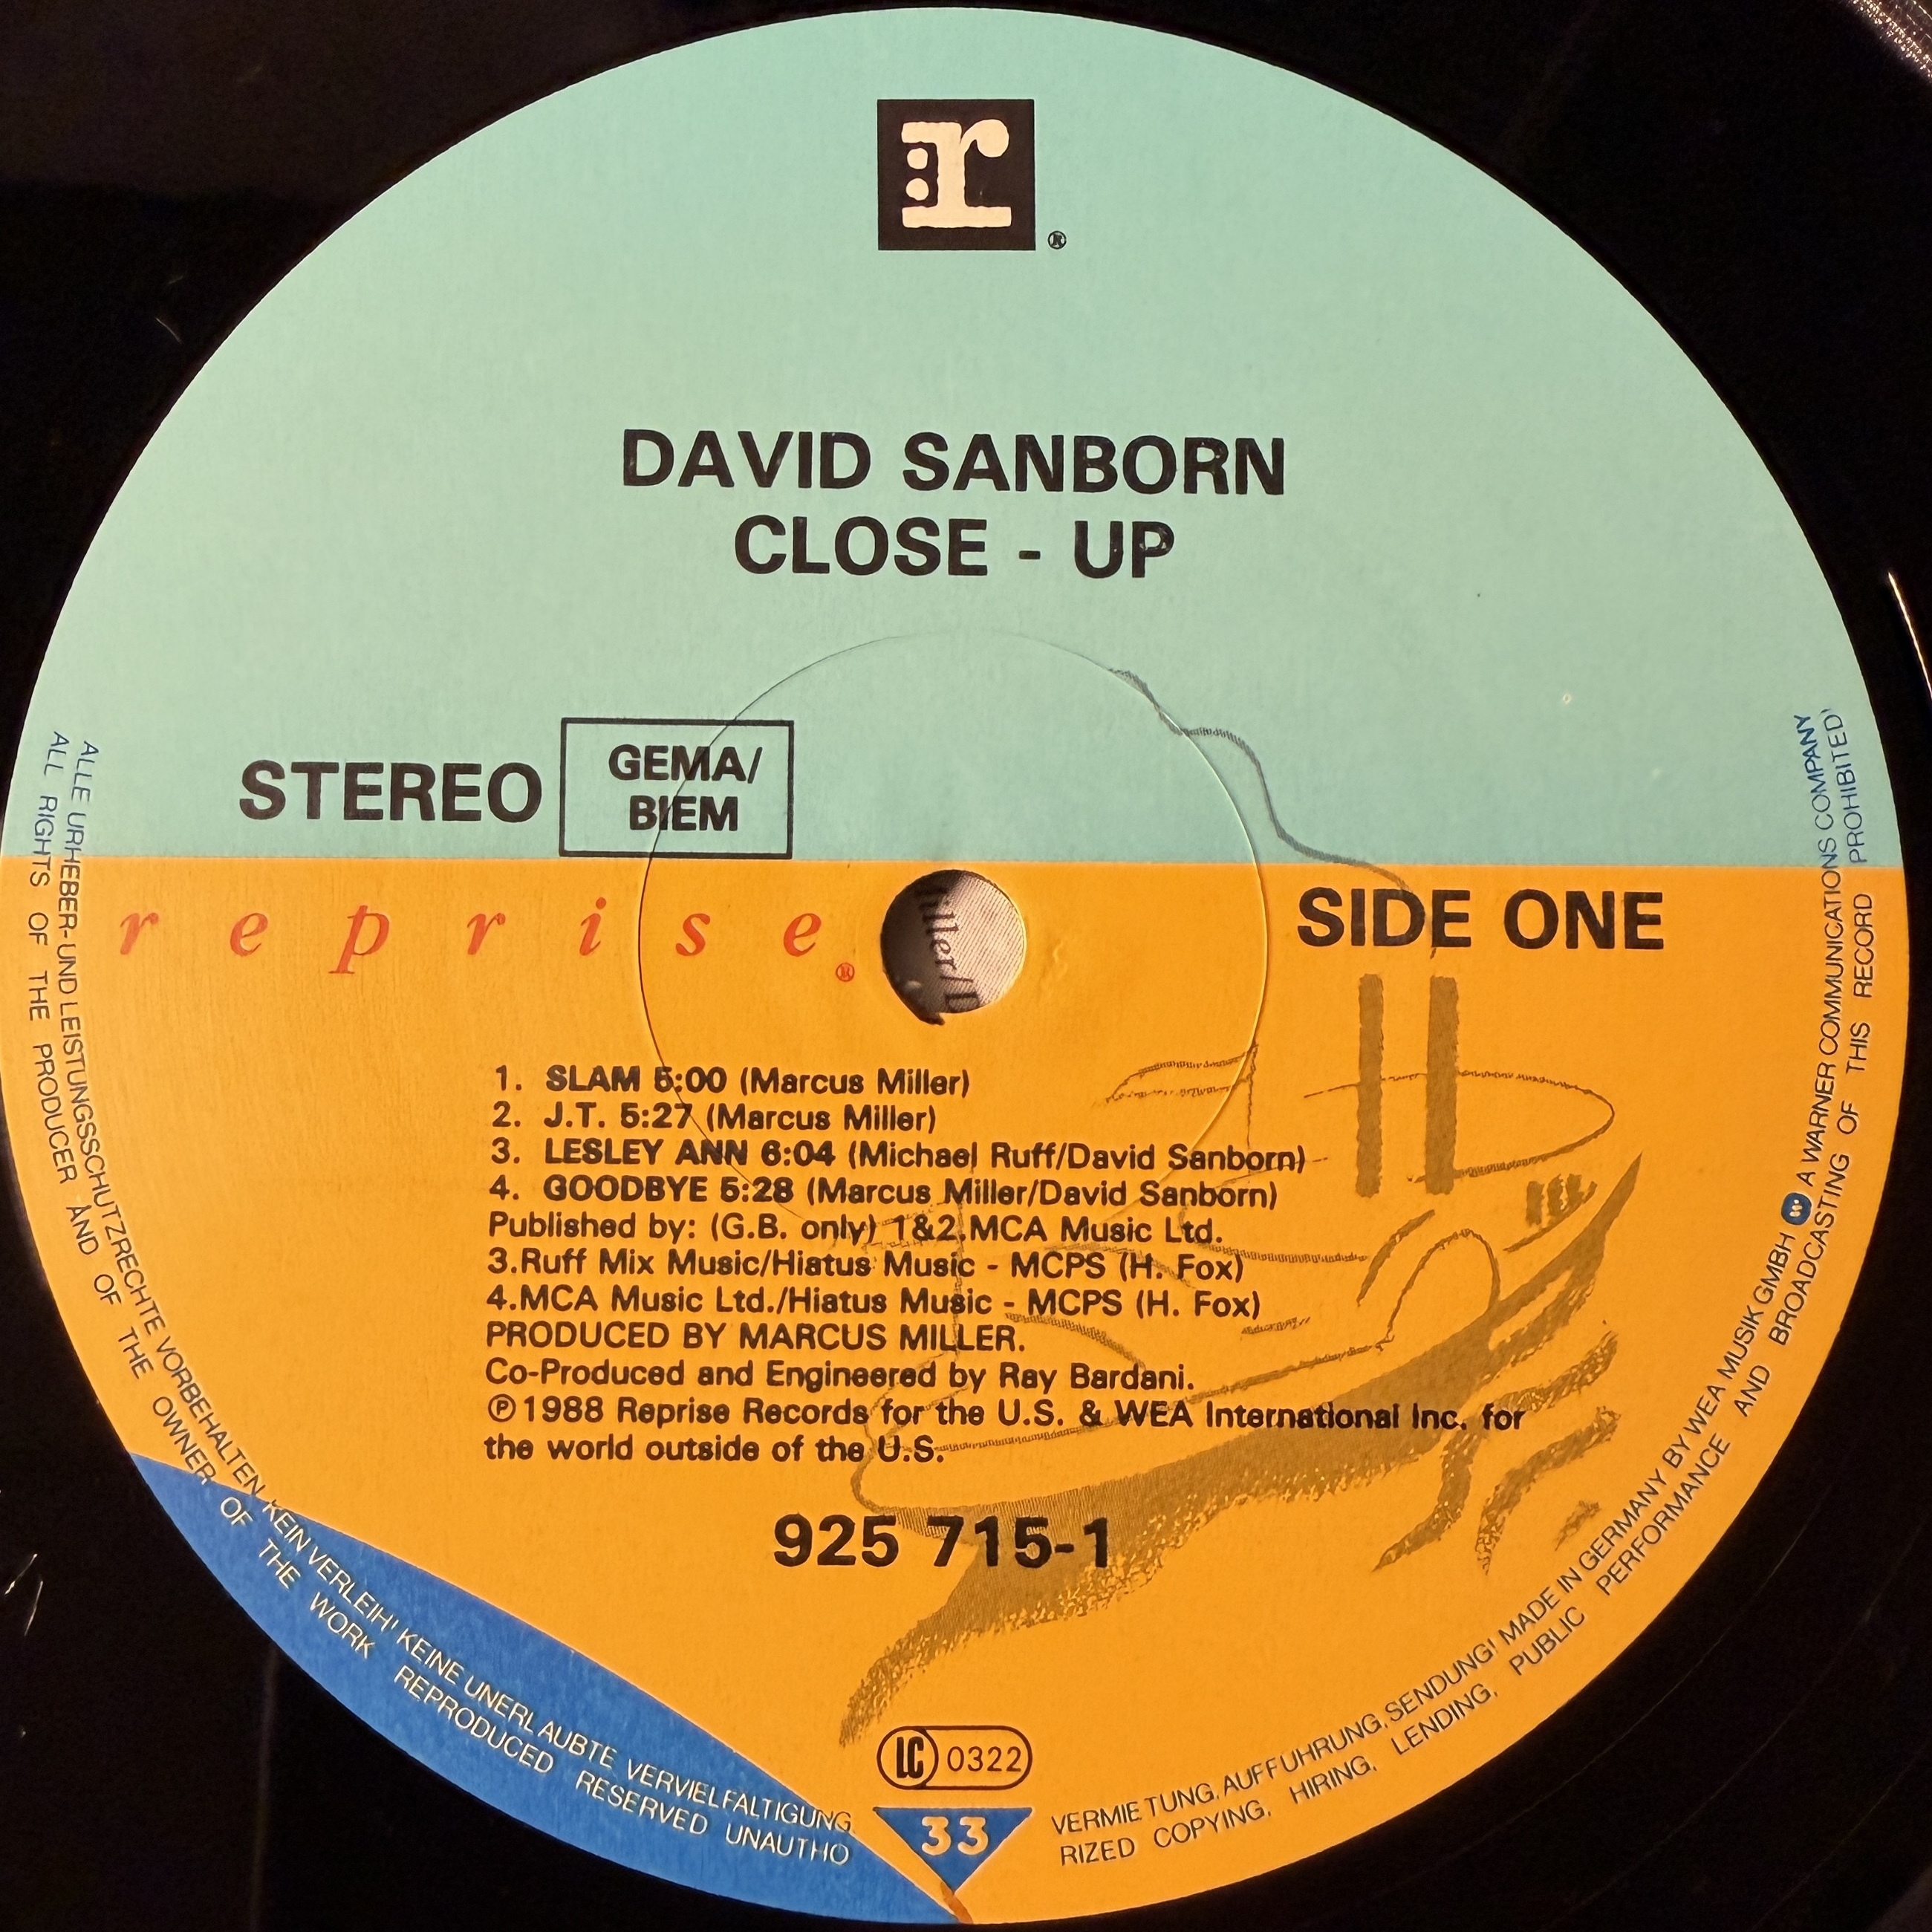 r
®
DAVID SANBORN
CLOSE - UP
STEREO
GEMA/
BIEM
reprise®
SIDE ONE
1. SLAM 5:00 (Marcus Miller)
2. J.T. 5:27 (Marcus Miller)
3. LESLEY ANN 6:04 (Michael Ruff/David Sanborn)
4. GOODBYE 5:28 (Marcus Miller/David Sanborn)
Published by: (G.B. only) 1&2.MCA Music Ltd.
3.Ruff Mix Music/Hiatus Music - MCPS (H. Fox)
4.MCA Music Ltd./Hiatus Music - MCPS (H. Fox)
PRODUCED BY MARCUS MILLER.
Co-Produced and Engineered by Ray Bardani.
℗1988 Reprise Records for the U.S. & WEA International Inc. for
the world outside of the U.S.
925 715-1
LC 0322
33
ALLE URHEBER-UND LEISTUNGSSCHUTZRECHTE VORBEHALTEN KEIN VERLEIH! KEINE UNERLAUBTE VERVIELFALTIGUNG, VERMIETUNG, AUFFUHRUNG, SENDUNG! MADE IN GERMANY BY WEA MUSIK GMBH A WARNER COMMUNICATIONS COMPANY
ALL RIGHTS OF THE PRODUCER AND OF THE OWNER OF THE WORK REPRODUCED RESERVED UNAUTHORIZED COPYING, HIRING, LENDING, PUBLIC PERFORMANCE AND BROADCASTING OF THIS RECORD PROHIBITED!